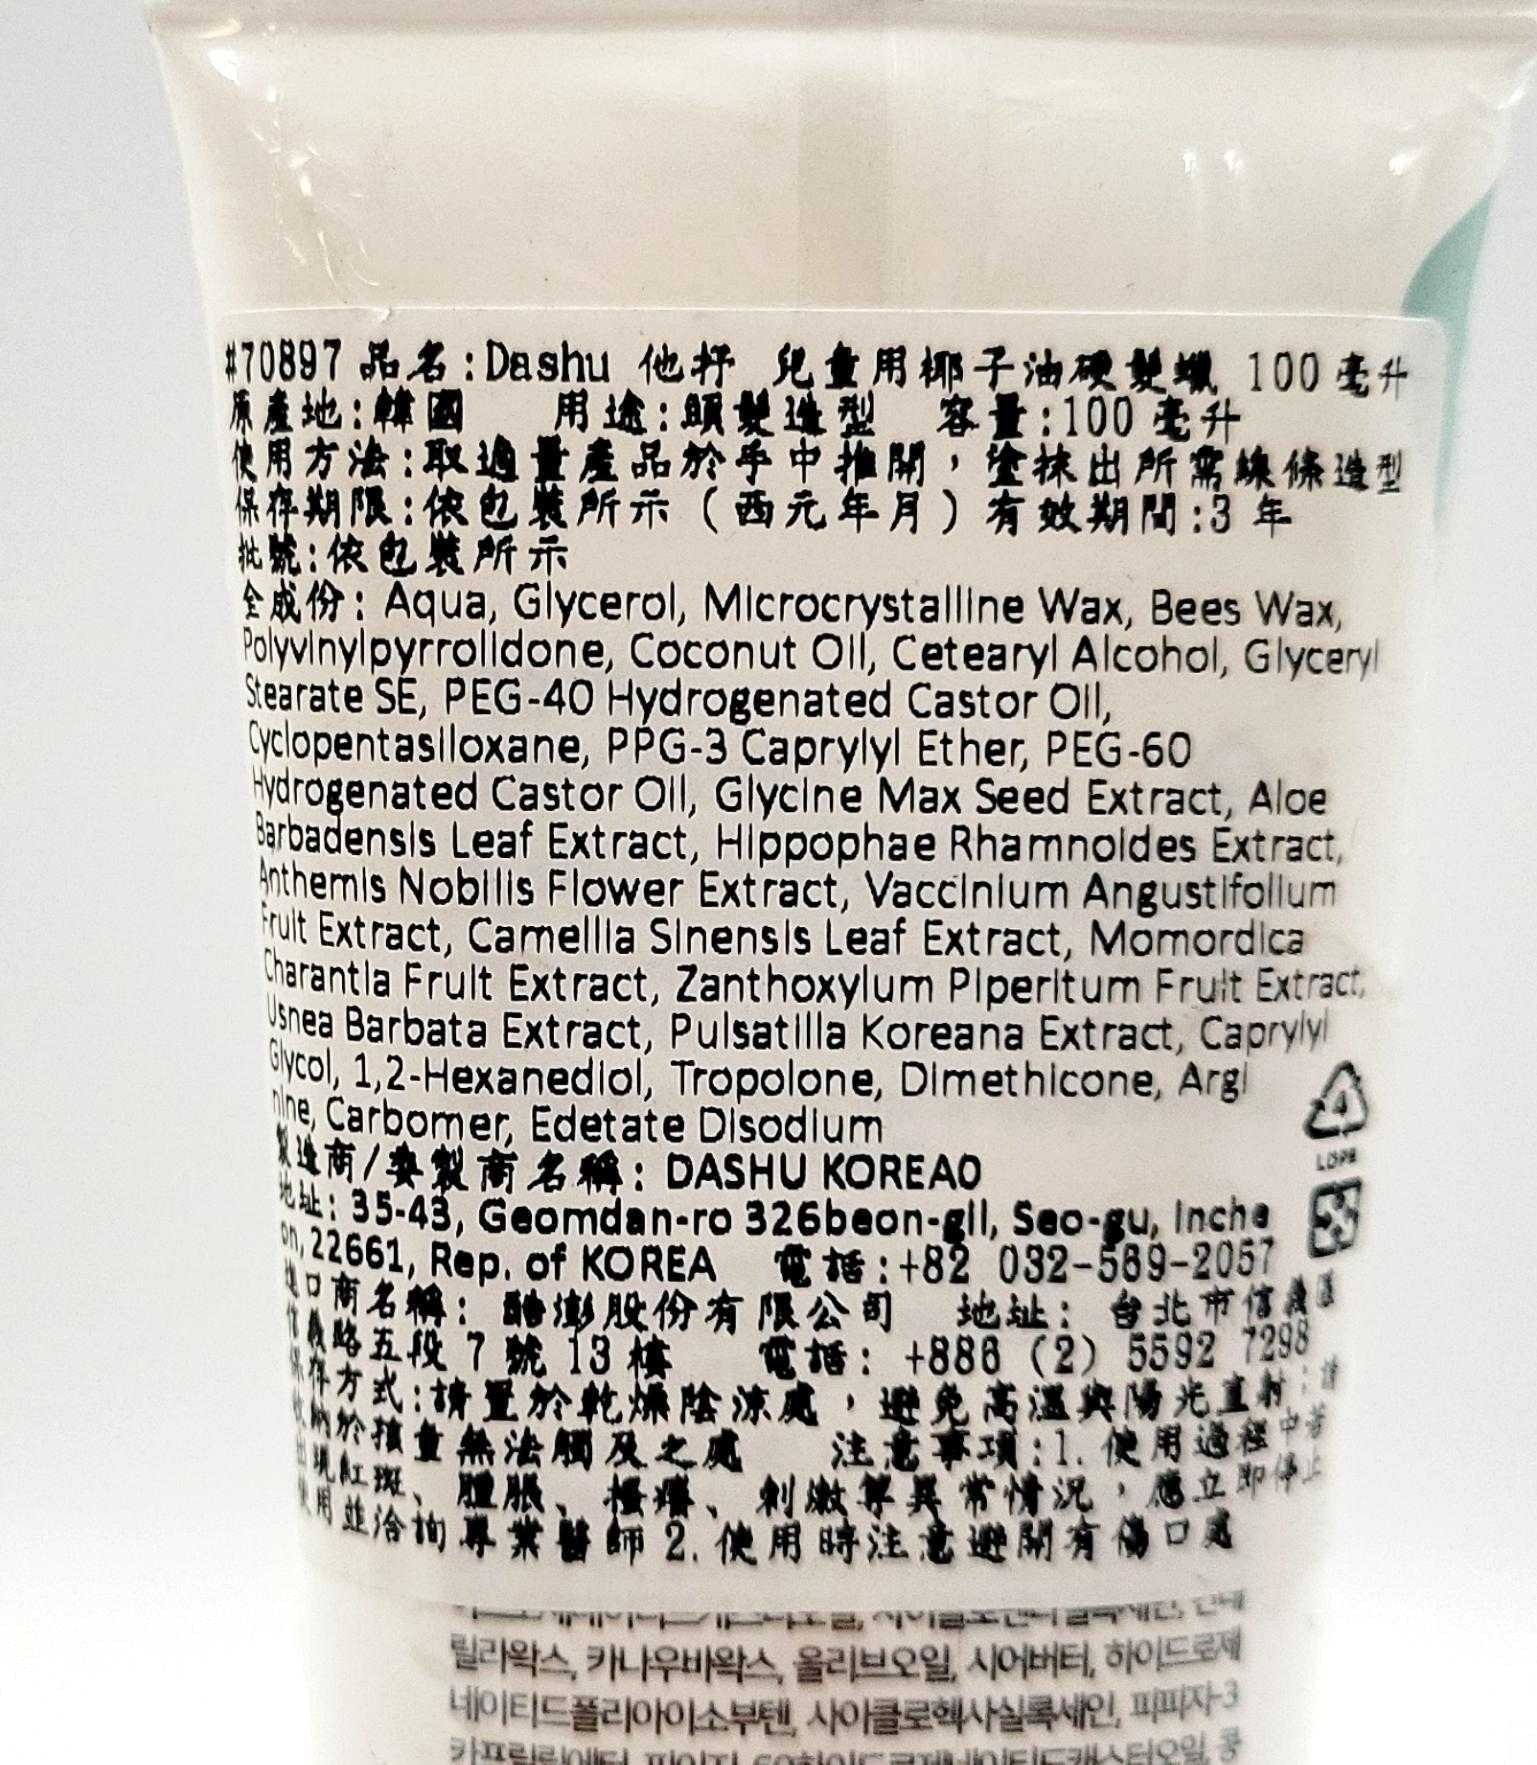 #70897 品名:Dashu 他抒 兒童用椰子油硬髮蠟 100 毫升
原產地:韓國 用途:頭髮造型 容量:100 毫升
使用方法:取適量產品於手中推開，塗抹出所需線條造型
保存期限:依包裝所示（西元年月）有效期間:3 年
批號:依包裝所示
全成份: Aqua, Glycerol, Microcrystalline Wax, Bees Wax,
Polyvinylpyrrolidone, Coconut Oil, Cetearyl Alcohol, Glyceryl
Stearate SE, PEG-40 Hydrogenated Castor Oil,
Cyclopentasiloxane, PPG-3 Caprylyl Ether, PEG-60
Hydrogenated Castor Oil, Glycine Max Seed Extract, Aloe
Barbadensis Leaf Extract, Hippophae Rhamnoides Extract,
Anthemis Nobilis Flower Extract, Vaccinium Angustifolium
Fruit Extract, Camellia Sinensis Leaf Extract, Momordica
Charantia Fruit Extract, Zanthoxylum Piperitum Fruit Extract,
Usnea Barbata Extract, Pulsatilla Koreana Extract, Caprylyl
Glycol, 1,2-Hexanediol, Tropolone, Dimethicone, Argi
nine, Carbomer, Edetate Disodium
4
LDPE
製造商/委製商名稱: DASHU KOREA0
地址: 35-43, Geomdan-ro 326beon-gil, Seo-gu, Inche
on, 22661, Rep. of KOREA 電話:+82 032-569-2057
進口商名稱: 酷澎股份有限公司 地址: 台北市信義區
信義路五段 7 號 13 樓 電話: +886 (2) 5592 7298
保存方式:請置於乾燥陰涼處，避免高溫與陽光直射;請
收納於孩童無法觸及之處 注意事項:1. 使用過程中若
出現紅斑、腫脹、搔癢、刺激等異常情況，應立即停止
使用並洽詢專業醫師 2. 使用時注意避開有傷口處
릴라왁스, 카나우바왁스, 올리브오일, 시어버터, 하이드로제
네이티드폴리아이소부텐, 사이클로헥사실록세인, 피피지-3